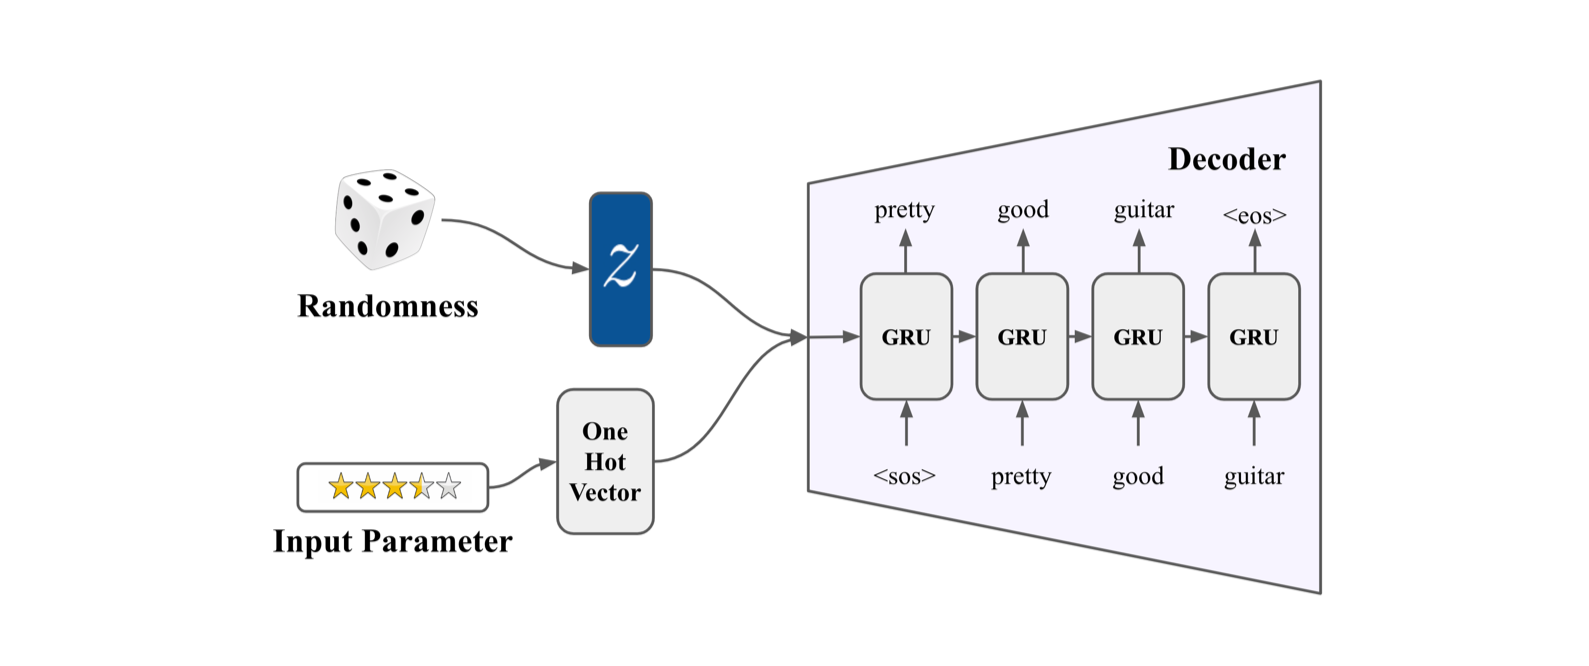 Randomness
Input Parameter
z
One
Hot
Vector
Decoder
pretty good guitar <eos>
GRU GRU GRU GRU
<sos> pretty good guitar